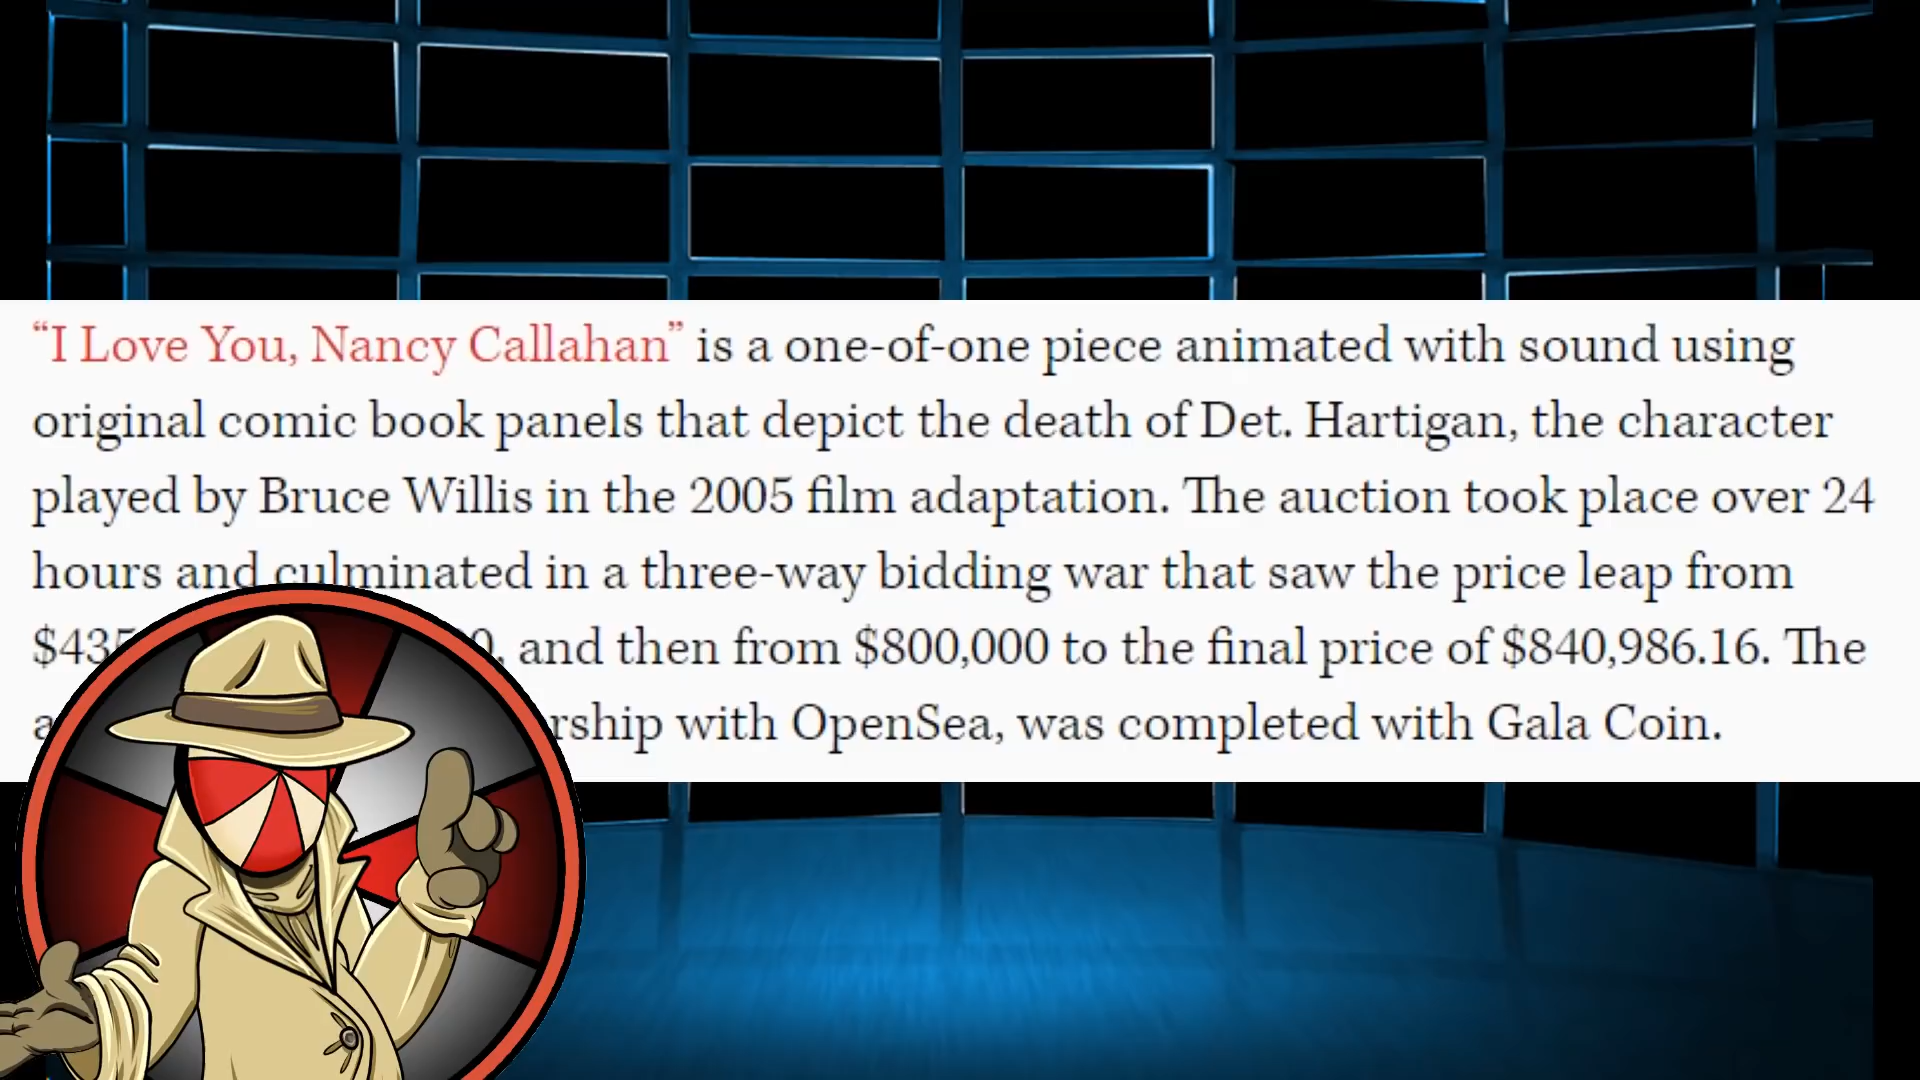 “I Love You, Nancy Callahan” is a one-of-one piece animated with sound using
original comic book panels that depict the death of Det. Hartigan, the character
played by Bruce Willis in the 2005 film adaptation. The auction took place over 24
hours and culminated in a three-way bidding war that saw the price leap from
and then from $800,000 to the final price of $840,986.16. The
with OpenSea, was completed with Gala Coin.